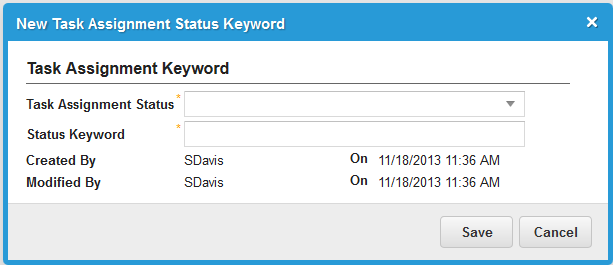 New Task Assignment Status Keyword ×
Task Assignment Keyword
Task Assignment Status *
Status Keyword *
Created By SDavis On 11/18/2013 11:36 AM
Modified By SDavis On 11/18/2013 11:36 AM
Save Cancel